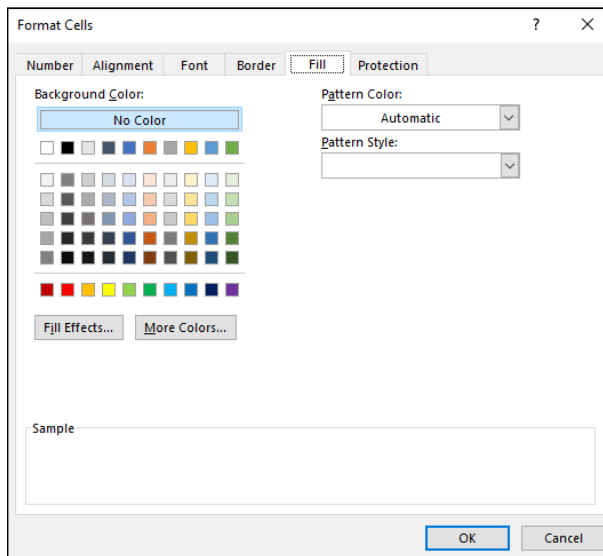 Format Cells ?
Number Alignment Font Border Fill Protection
Background Color:
No Color
Pattern Color:
Automatic
Pattern Style:
Fill Effects... More Colors...
Sample
OK Cancel